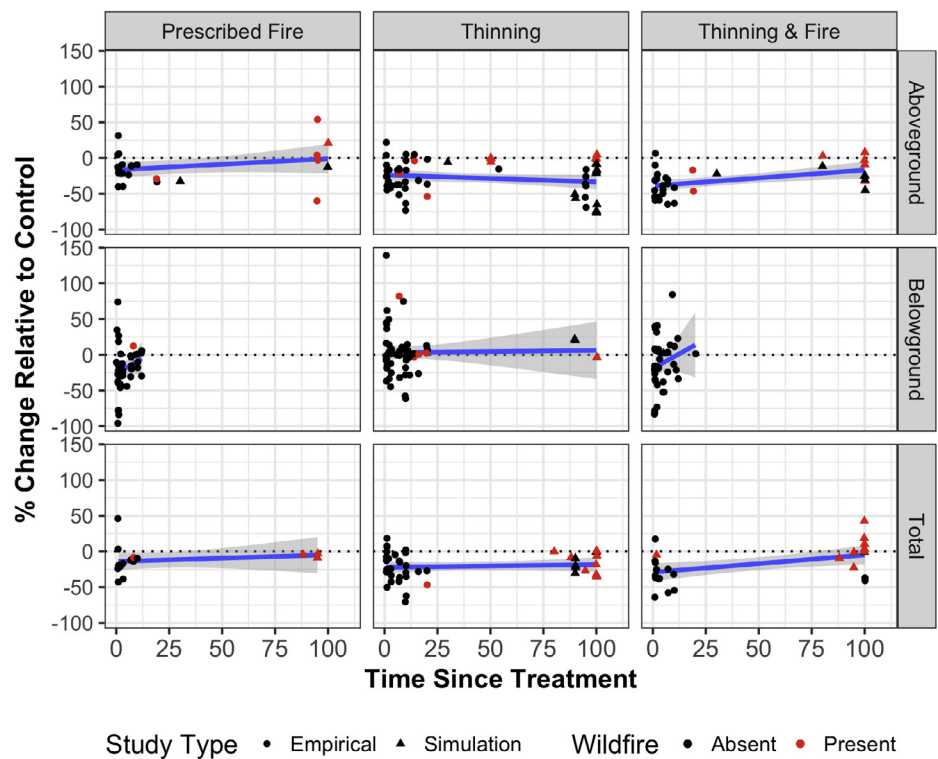 Prescribed Fire Thinning Thinning & Fire
150
100
50
0
-50
-100
Aboveground
150
100
50
0
-50
-100
Belowground
150
100
50
0
-50
-100
Total
% Change Relative to Control
0 25 50 75 100 0 25 50 75 100 0 25 50 75 100
Time Since Treatment
Study Type Empirical Simulation Wildfire Absent Present